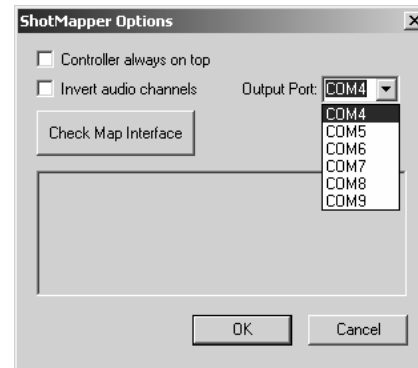 ShotMapper Options
Controller always on top
Invert audio channels Output Port: COM4
Check Map Interface
COM4
COM5
COM6
COM7
COM8
COM9
OK Cancel